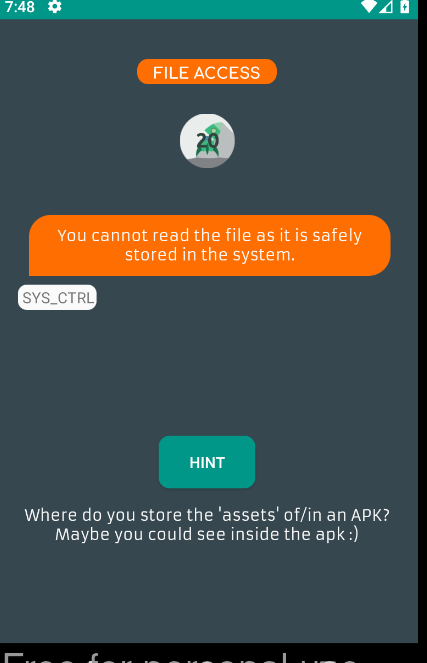 7:48
FILE ACCESS
20
You cannot read the file as it is safely
stored in the system.
SYS_CTRL
HINT
Where do you store the 'assets' of/in an APK?
Maybe you could see inside the apk :)
Free for personal use